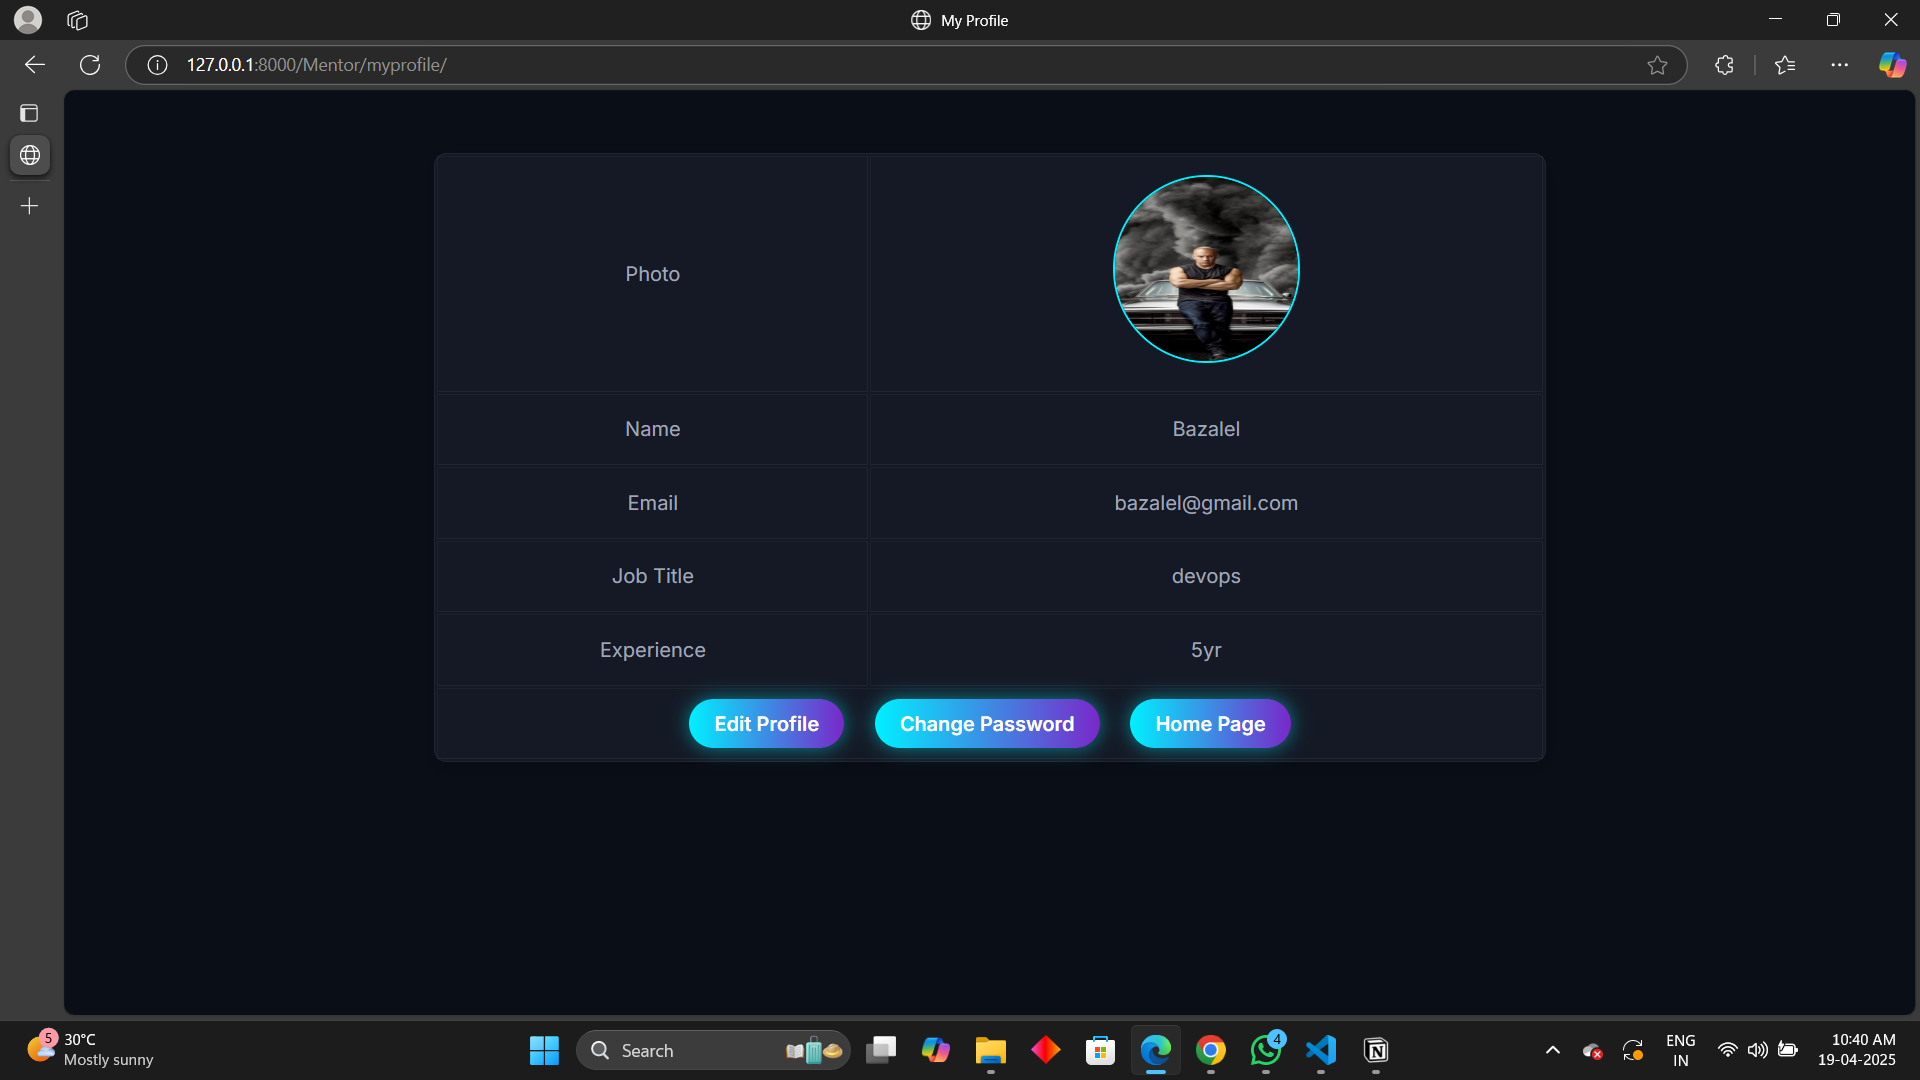 My Profile
127.0.0.1:8000/Mentor/myprofile/
Photo
Name
Bazalel
Email
bazalel@gmail.com
Job Title
devops
Experience
5yr
Edit Profile
Change Password
Home Page
5
30°C
Mostly sunny
Search
4
N
ENG
IN
10:40 AM
19-04-2025